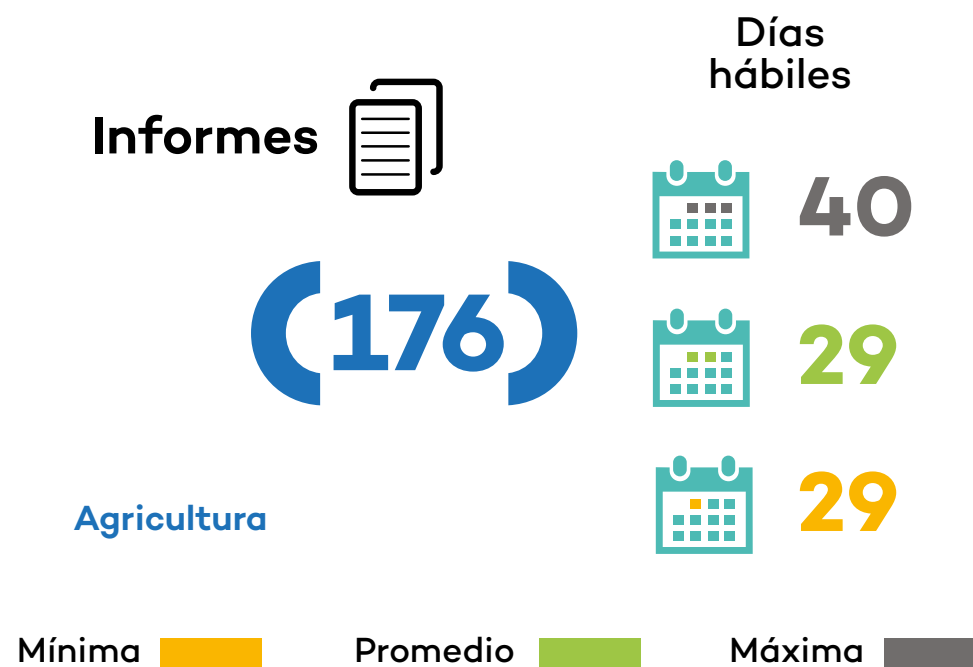 Días
hábiles
Informes
40
176
29
29
Agricultura
Mínima
Promedio
Máxima